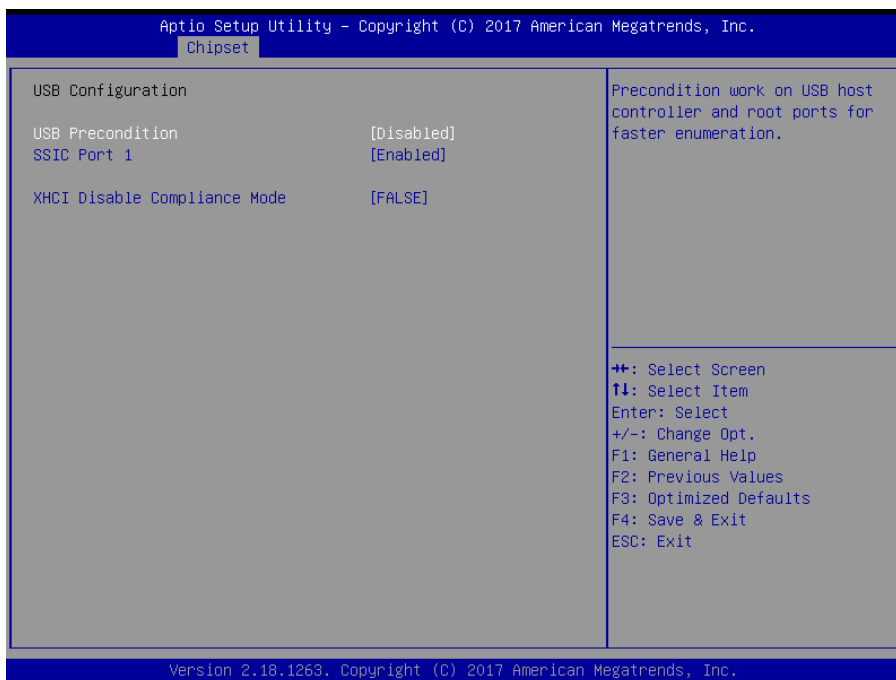 Aptio Setup Utility – Copyright (C) 2017 American Megatrends, Inc.
Chipset
USB Configuration
USB Precondition [Disabled]
SSIC Port 1 [Enabled]
XHCI Disable Compliance Mode [FALSE]
Precondition work on USB host
controller and root ports for
faster enumeration.
→←: Select Screen
↑↓: Select Item
Enter: Select
+/-: Change Opt.
F1: General Help
F2: Previous Values
F3: Optimized Defaults
F4: Save & Exit
ESC: Exit
Version 2.18.1263. Copyright (C) 2017 American Megatrends, Inc.